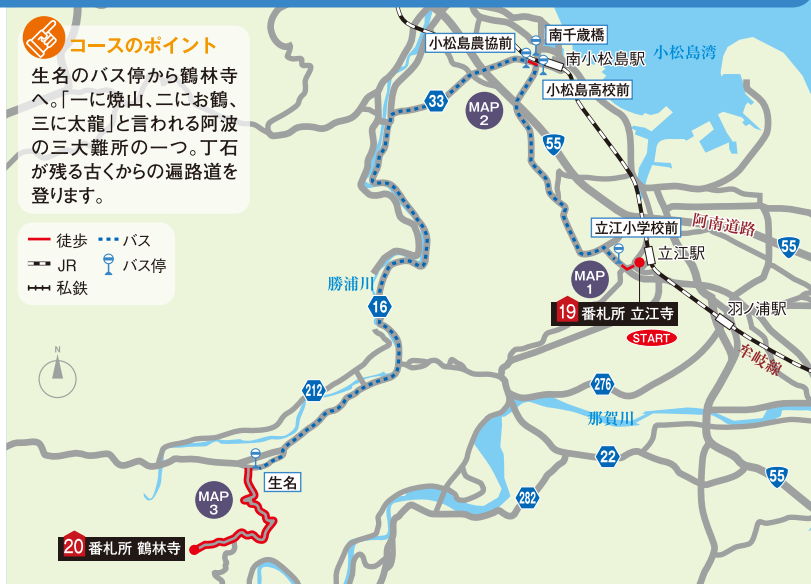 コースのポイント
生名のバス停から鶴林寺
へ。「一に焼山、二にお鶴、
三に太龍」と言われる阿波
の三大難所の一つ。丁石
が残る古くからの遍路道を
登ります。
徒歩
バス
JR
バス停
私鉄
N
小松島農協前
南千歳橋
南小松島駅
小松島湾
小松島高校前
33
MAP
2
55
立江小学校前
阿南道路
55
立江駅
MAP
1
19 番札所 立江寺
START
羽ノ浦駅
牟岐線
勝浦川
16
212
276
那賀川
22
55
282
生名
MAP
3
20 番札所 鶴林寺